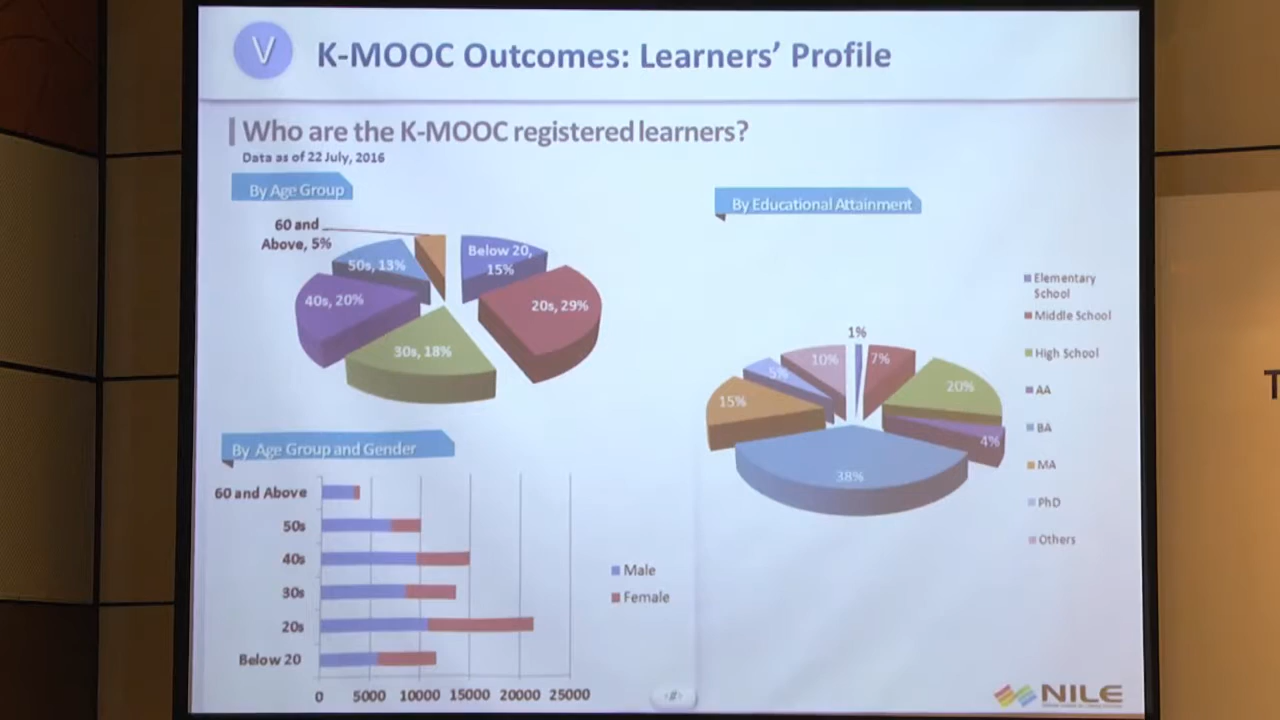 V
K-MOOC Outcomes: Learners’ Profile
Who are the K-MOOC registered learners?
Data as of 22 July, 2016
By Age Group
60 and
Above, 5%
Below 20,
15%
50s, 13%
40s, 20%
20s, 29%
30s, 18%
By Educational Attainment
1%
10%
7%
5%
20%
15%
4%
38%
Elementary
School
Middle School
High School
AA
BA
MA
PhD
Others
By Age Group and Gender
60 and Above
50s
40s
30s
20s
Below 20
0 5000 10000 15000 20000 25000
Male
Female
‹#›
NILE
T